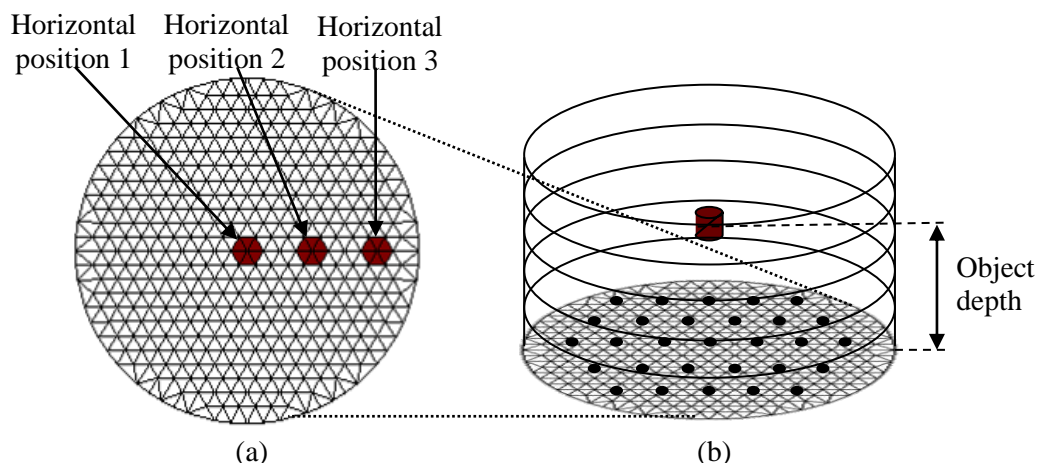 Horizontal
position 1
Horizontal
position 2
Horizontal
position 3
Object
depth
(a)
(b)